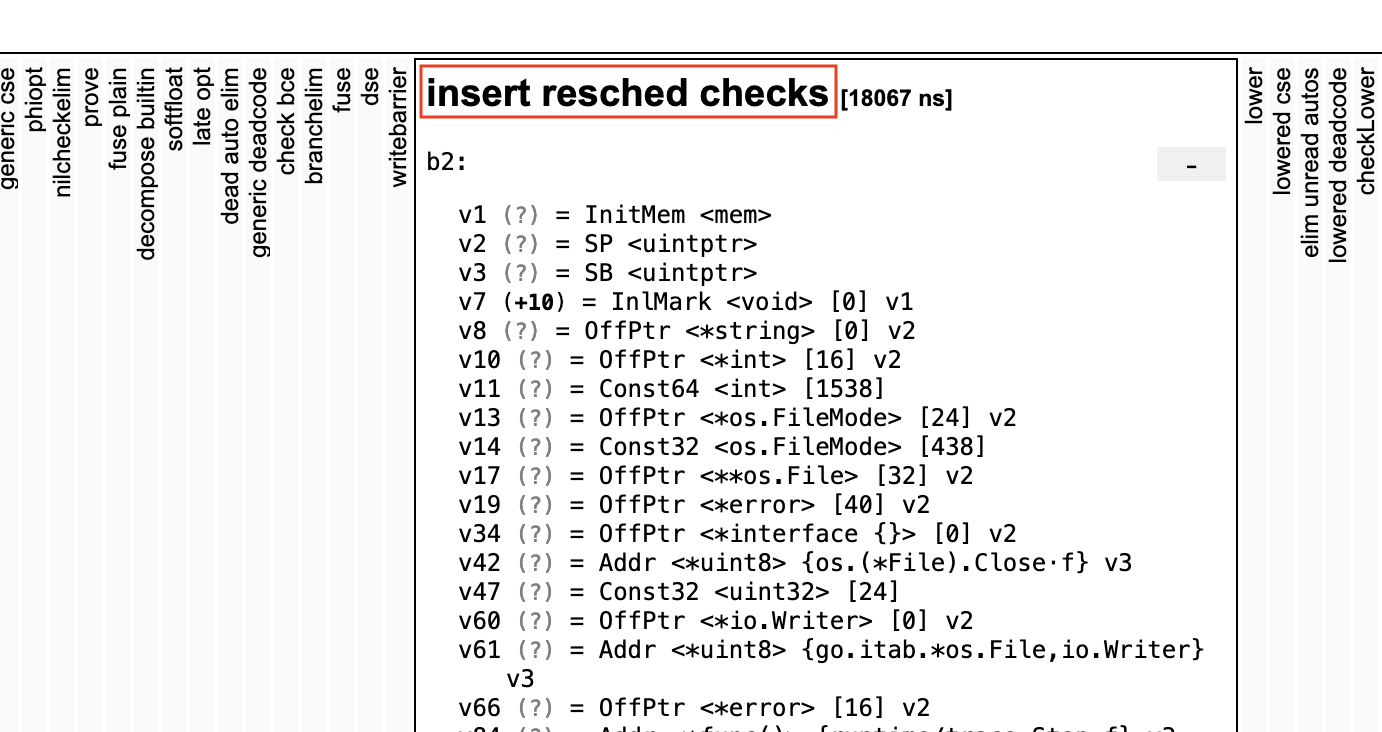 generic cse
phiopt
nilcheckelim
prove
fuse plain
decompose builtin
softfloat
late opt
dead auto elim
generic deadcode
check bce
branchelim
fuse
dse
writebarrier
insert resched checks [18067 ns]
b2:
-
v1 (?) = InitMem <mem>
v2 (?) = SP <uintptr>
v3 (?) = SB <uintptr>
v7 (+10) = InlMark <void> [0] v1
v8 (?) = OffPtr <*string> [0] v2
v10 (?) = OffPtr <*int> [16] v2
v11 (?) = Const64 <int> [1538]
v13 (?) = OffPtr <*os.FileMode> [24] v2
v14 (?) = Const32 <os.FileMode> [438]
v17 (?) = OffPtr <**os.File> [32] v2
v19 (?) = OffPtr <*error> [40] v2
v34 (?) = OffPtr <*interface {}> [0] v2
v42 (?) = Addr <*uint8> {os.(*File).Close·f} v3
v47 (?) = Const32 <uint32> [24]
v60 (?) = OffPtr <*io.Writer> [0] v2
v61 (?) = Addr <*uint8> {go.itab.*os.File,io.Writer}
v3
v66 (?) = OffPtr <*error> [16] v2
lower
lowered cse
elim unread autos
lowered deadcode
checkLower